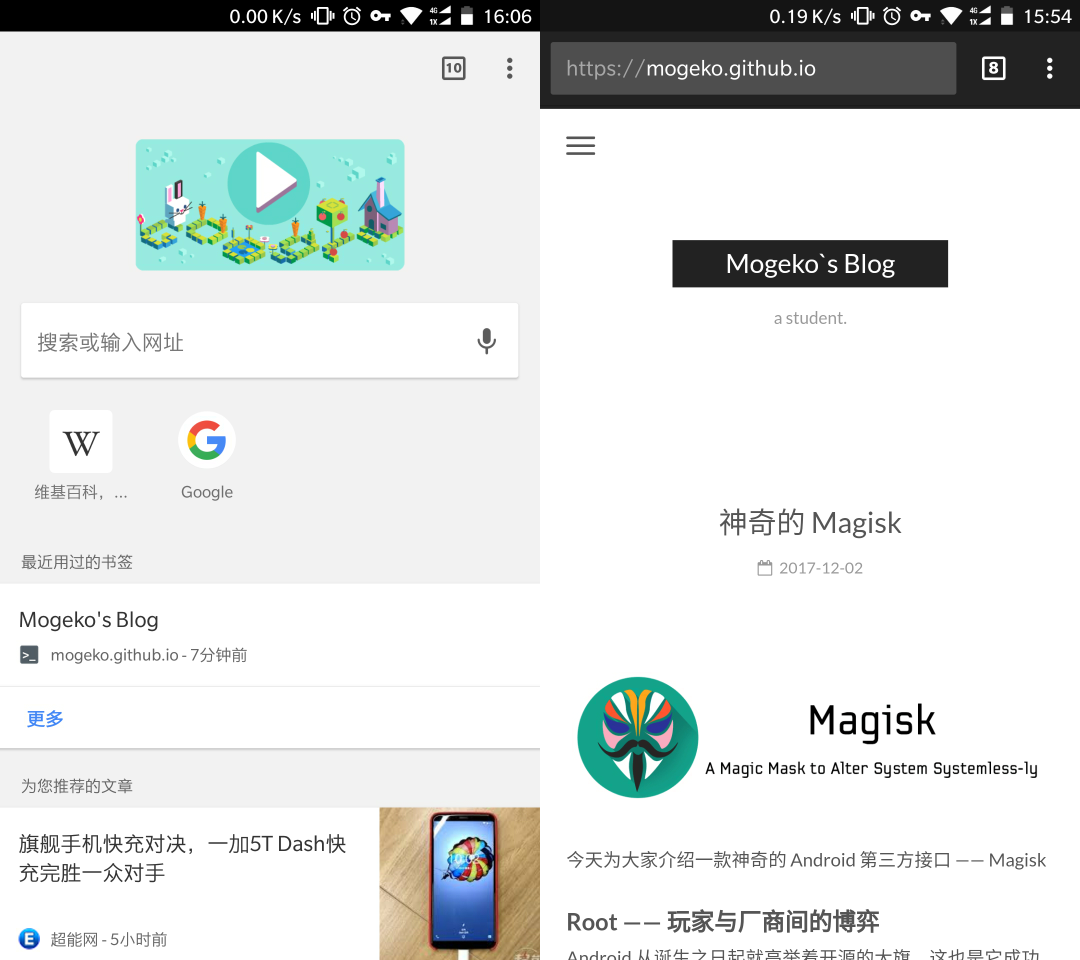 0.00 K/s 4G 1X 16:06
10
搜索或输入网址
W
维基百科，...
G
Google
最近用过的书签
Mogeko's Blog
>_ mogeko.github.io - 7分钟前
更多
为您推荐的文章
旗舰手机快充对决，一加5T Dash快
充完胜一众对手
E 超能网 - 5小时前
0.19 K/s 4G 1X 15:54
https://mogeko.github.io 8
Mogeko`s Blog
a student.
神奇的 Magisk
2017-12-02
Magisk
A Magic Mask to Alter System Systemless-ly
今天为大家介绍一款神奇的 Android 第三方接口 —— Magisk
Root —— 玩家与厂商间的博弈
Android 从诞生之日起就高举着开源的大旗，这也是它成功